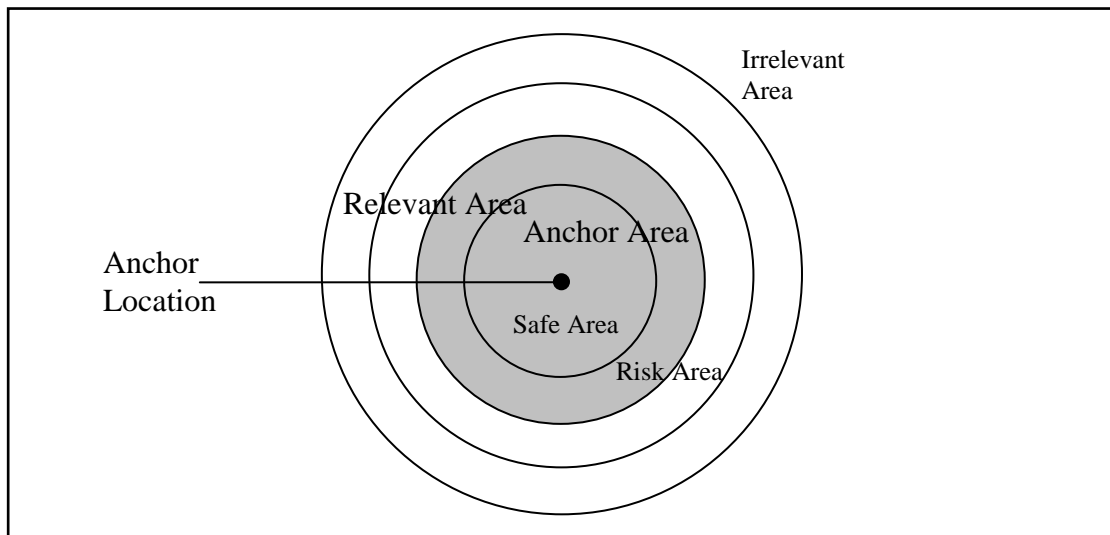 Irrelevant
Area
Relevant Area
Anchor Area
Anchor
Location
Safe Area
Risk Area